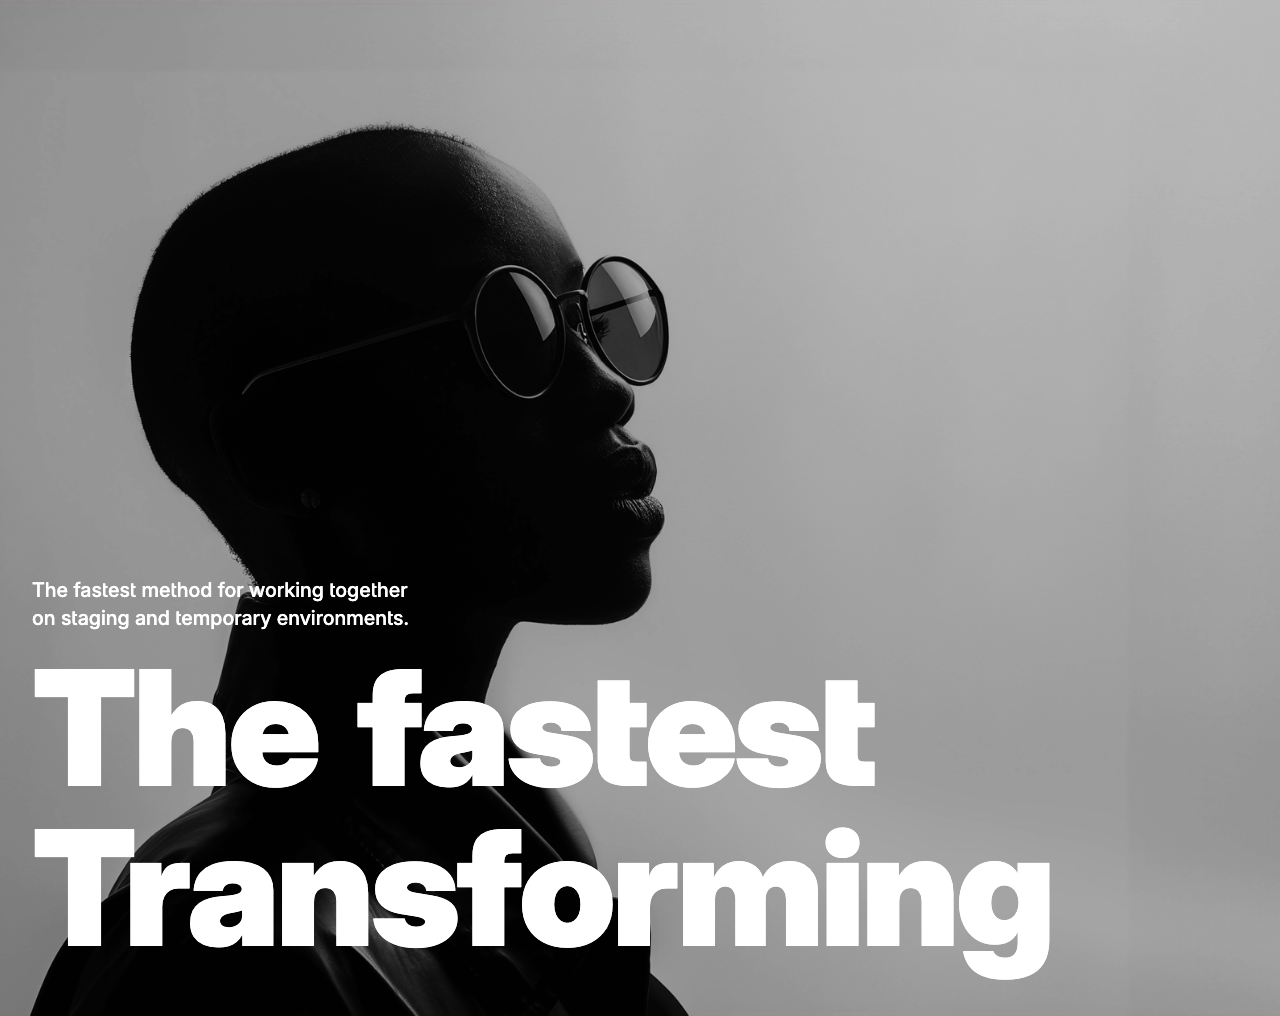 The fastest method for working together
on staging and temporary environments.
The fastest
Transforming